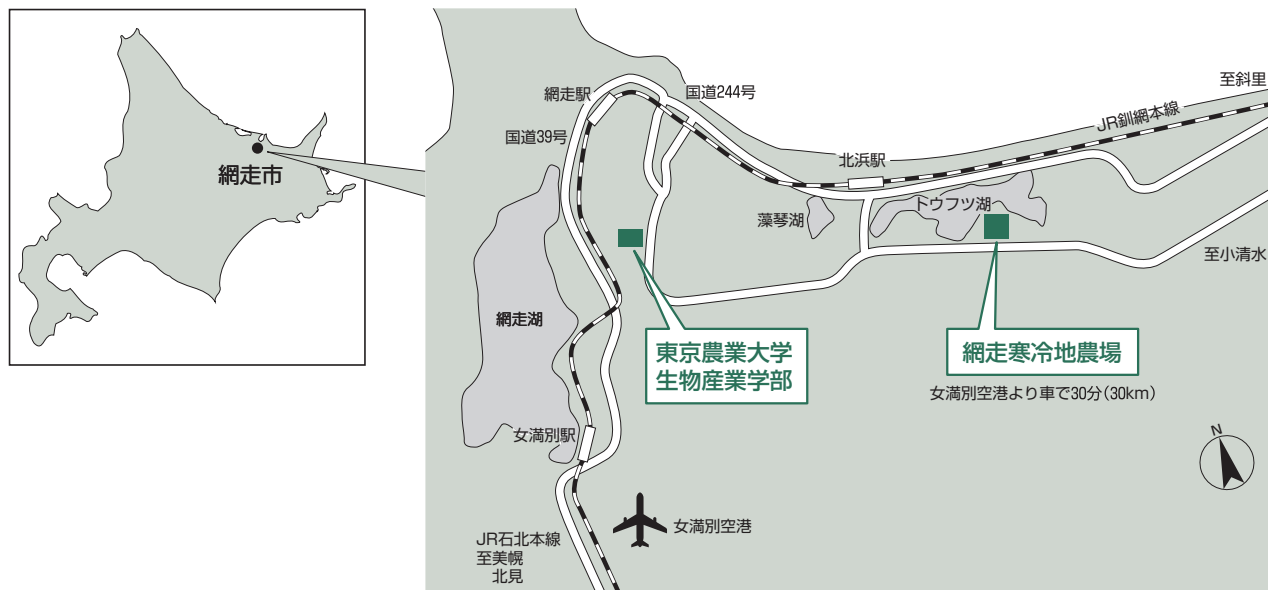 網走市
網走駅
国道244号
至斜里
国道39号
JR釧網本線
北浜駅
藻琴湖
トウフツ湖
至小清水
網走湖
東京農業大学
生物産業学部
網走寒冷地農場
女満別空港より車で30分(30km)
女満別駅
N
女満別空港
JR石北本線
至美幌
北見